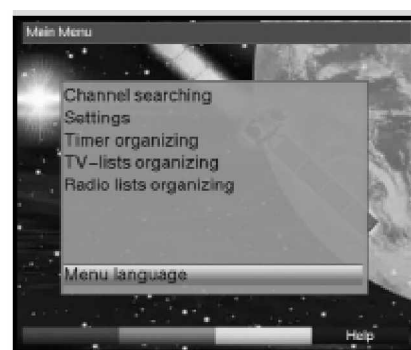 Main Menu
Channel searching
Settings
Timer organizing
TV-lists organizing
Radio lists organizing
Menu language
Help